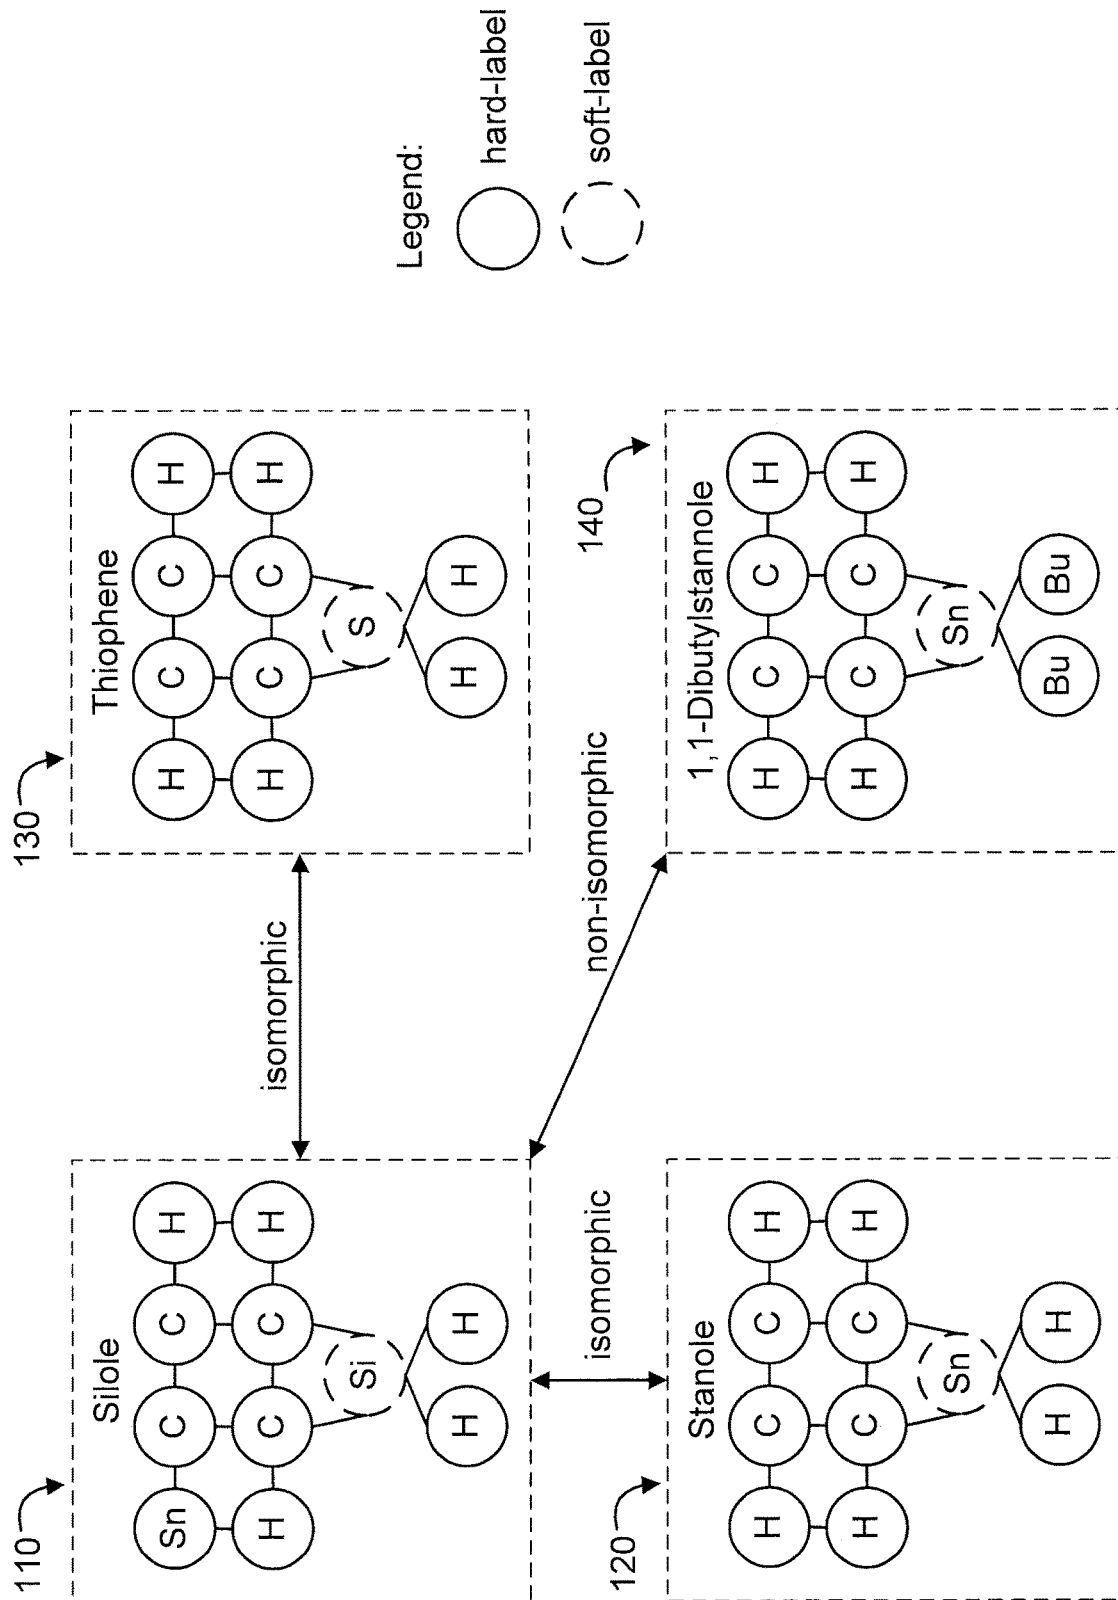 110
Silole
Sn C C H
H C C H
Si
H H
isomorphic
130
Thiophene
H C C H
H C C H
S
H H
isomorphic
non-isomorphic
120
Stanole
H C C H
H C C H
Sn
H H
140
1,1-Dibutylstannole
H C C H
H C C H
Sn
Bu Bu
Legend:
hard-label
soft-label